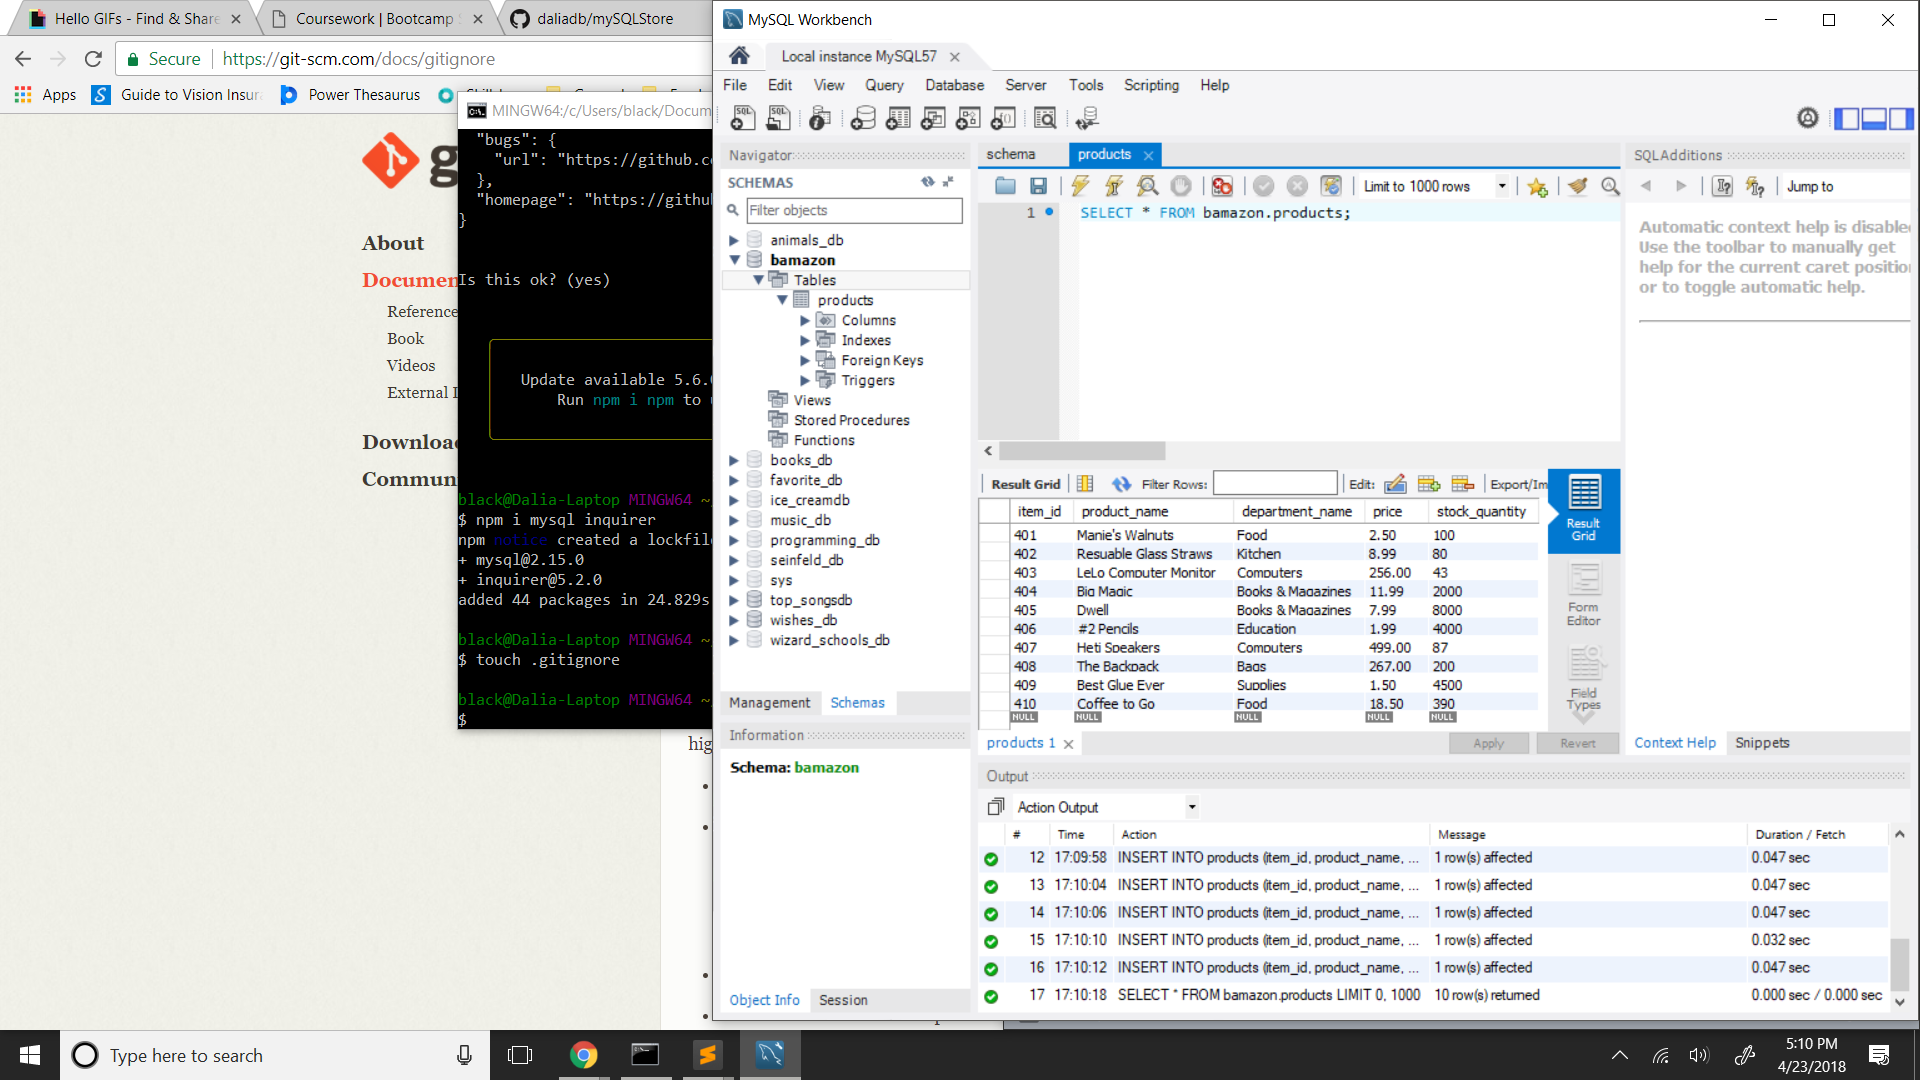 Hello GIFs - Find & Share
Coursework | Bootcamp
daliadb/mySQLStore
Secure
https://git-scm.com/docs/gitignore
Apps
Guide to Vision Insur
Power Thesaurus
About
Documen
Reference
Book
Videos
External L
Downloa
Commun
hig
MINGW64:/c/Users/black/Docum
"bugs": {
"url": "https://github.co
},
"homepage": "https://githu
}
Is this ok? (yes)
Update available 5.6.
Run npm i npm to
black@Dalia-Laptop MINGW64 ~
$ npm i mysql inquirer
npm notice created a lockfil
+ mysql@2.15.0
+ inquirer@5.2.0
added 44 packages in 24.829s
black@Dalia-Laptop MINGW64 ~
$ touch .gitignore
black@Dalia-Laptop MINGW64 ~
$
MySQL Workbench
Local instance MySQL57
File Edit View Query Database Server Tools Scripting Help
Navigator
SCHEMAS
Filter objects
animals_db
bamazon
Tables
products
Columns
Indexes
Foreign Keys
Triggers
Views
Stored Procedures
Functions
books_db
favorite_db
ice_creamdb
music_db
programming_db
seinfeld_db
sys
top_songsdb
wishes_db
wizard_schools_db
Management Schemas
Information
Schema: bamazon
Object Info Session
schema products
Limit to 1000 rows
1 SELECT * FROM bamazon.products;
Result Grid Filter Rows: Edit: Export/Im
item_id product_name department_name price stock_quantity
401 Manie's Walnuts Food 2.50 100
402 Resuable Glass Straws Kitchen 8.99 80
403 LeLo Computer Monitor Computers 256.00 43
404 Big Magic Books & Magazines 11.99 2000
405 Dwell Books & Magazines 7.99 8000
406 #2 Pencils Education 1.99 4000
407 Heti Speakers Computers 499.00 87
408 The Backpack Bags 267.00 200
409 Best Glue Ever Supplies 1.50 4500
410 Coffee to Go Food 18.50 390
NULL NULL NULL NULL NULL
Result Grid
Form Editor
Field Types
products 1 Apply Revert
SQLAdditions
Jump to
Automatic context help is disable
Use the toolbar to manually get
help for the current caret positio
or to toggle automatic help.
Context Help Snippets
Output
Action Output
# Time Action Message Duration / Fetch
12 17:09:58 INSERT INTO products (item_id, product_name, ... 1 row(s) affected 0.047 sec
13 17:10:04 INSERT INTO products (item_id, product_name, ... 1 row(s) affected 0.047 sec
14 17:10:06 INSERT INTO products (item_id, product_name, ... 1 row(s) affected 0.047 sec
15 17:10:10 INSERT INTO products (item_id, product_name, ... 1 row(s) affected 0.032 sec
16 17:10:12 INSERT INTO products (item_id, product_name, ... 1 row(s) affected 0.047 sec
17 17:10:18 SELECT * FROM bamazon.products LIMIT 0, 1000 10 row(s) returned 0.000 sec / 0.000 sec
Type here to search
5:10 PM
4/23/2018